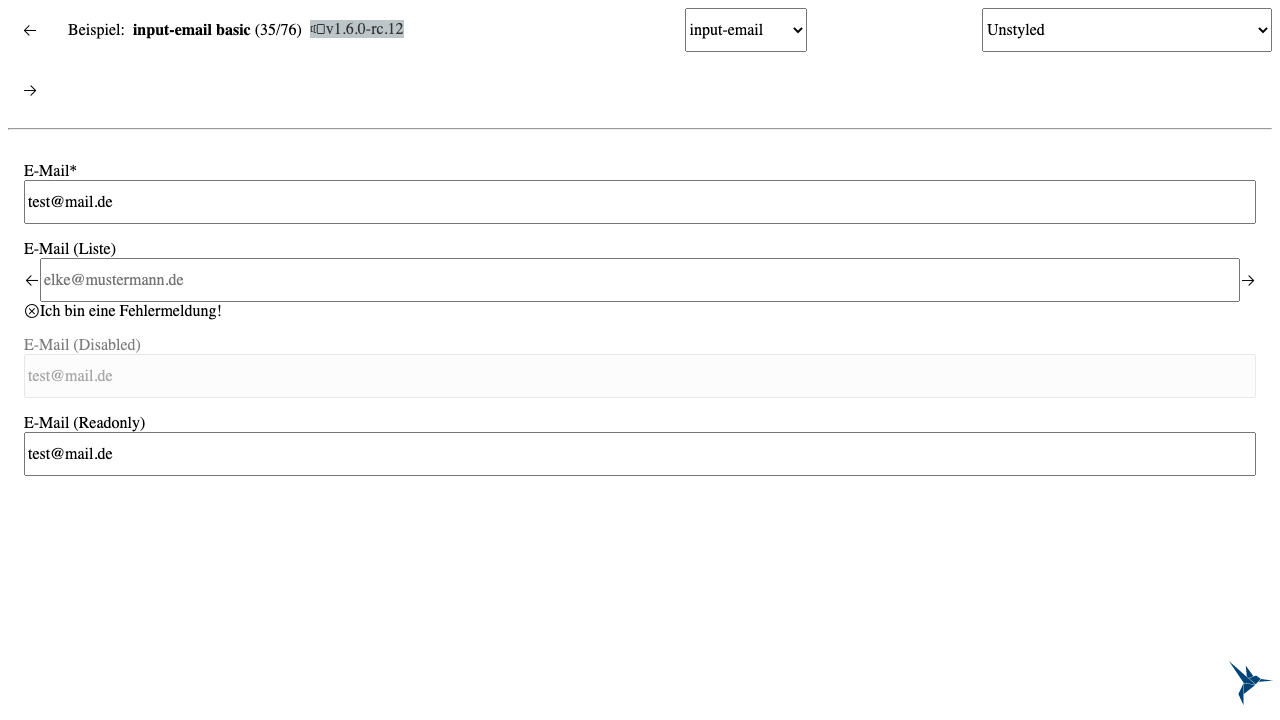 Beispiel: input-email basic (35/76) v1.6.0-rc.12 input-email Unstyled
E-Mail*
test@mail.de
E-Mail (Liste)
elke@mustermann.de
Ich bin eine Fehlermeldung!
E-Mail (Disabled)
test@mail.de
E-Mail (Readonly)
test@mail.de